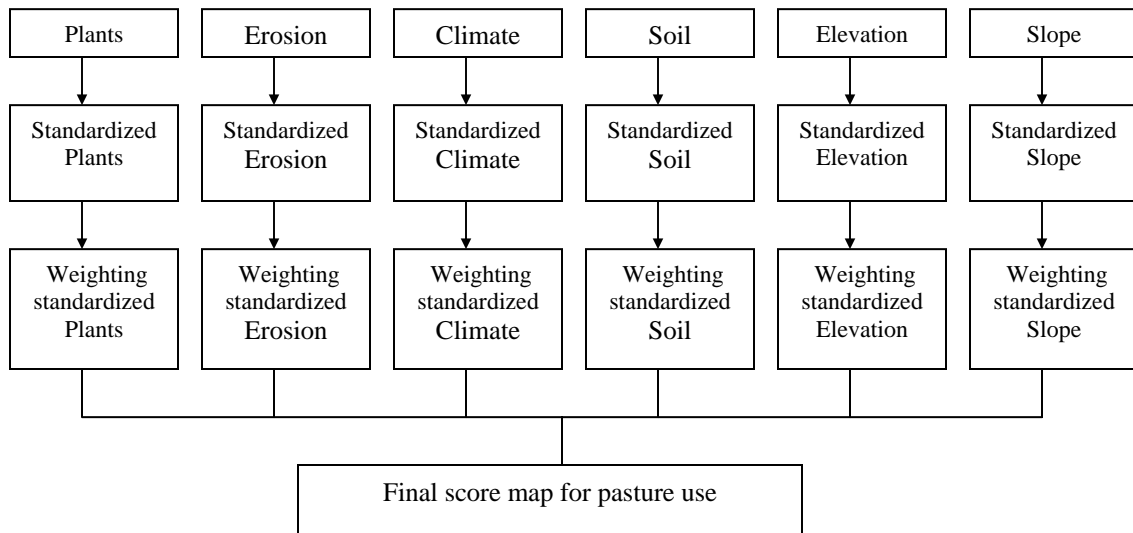 Plants
Erosion
Climate
Soil
Elevation
Slope
Standardized
Plants
Standardized
Erosion
Standardized
Climate
Standardized
Soil
Standardized
Elevation
Standardized
Slope
Weighting
standardized
Plants
Weighting
standardized
Erosion
Weighting
standardized
Climate
Weighting
standardized
Soil
Weighting
standardized
Elevation
Weighting
standardized
Slope
Final score map for pasture use